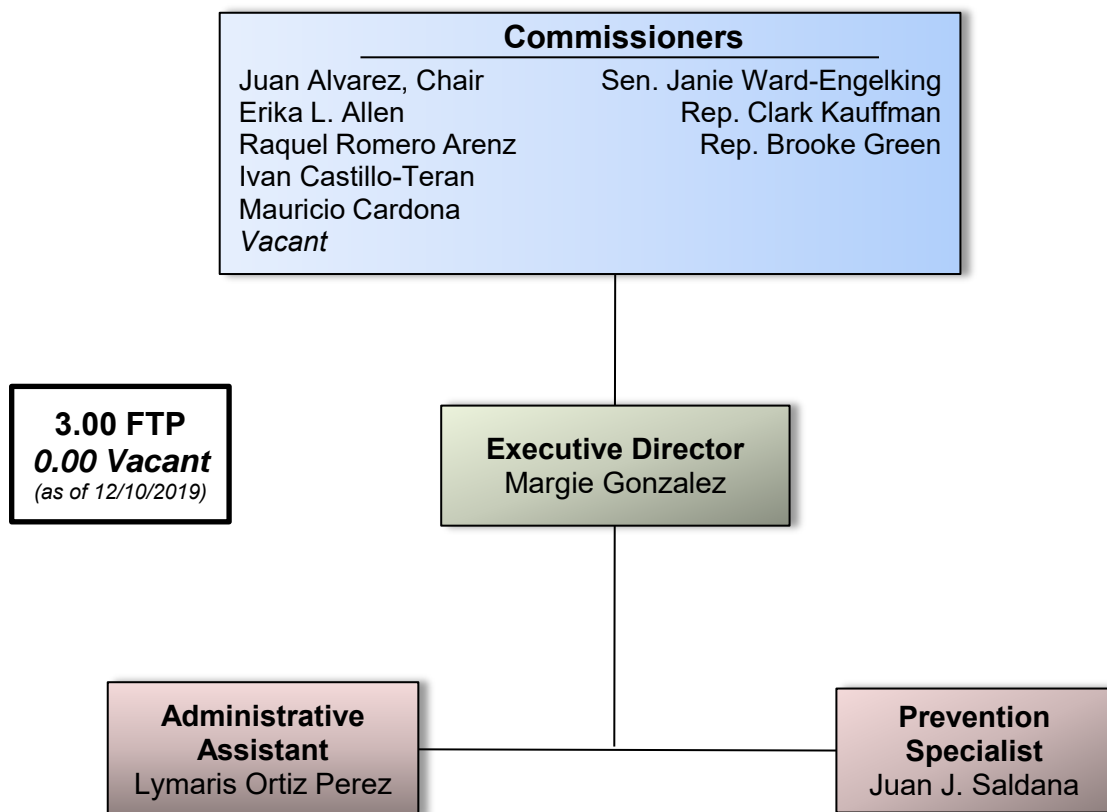 Commissioners
Juan Alvarez, Chair
Erika L. Allen
Raquel Romero Arenz
Ivan Castillo-Teran
Mauricio Cardona
Vacant
Sen. Janie Ward-Engelking
Rep. Clark Kauffman
Rep. Brooke Green
3.00 FTP
0.00 Vacant
(as of 12/10/2019)
Executive Director
Margie Gonzalez
Administrative
Assistant
Lymaris Ortiz Perez
Prevention
Specialist
Juan J. Saldana